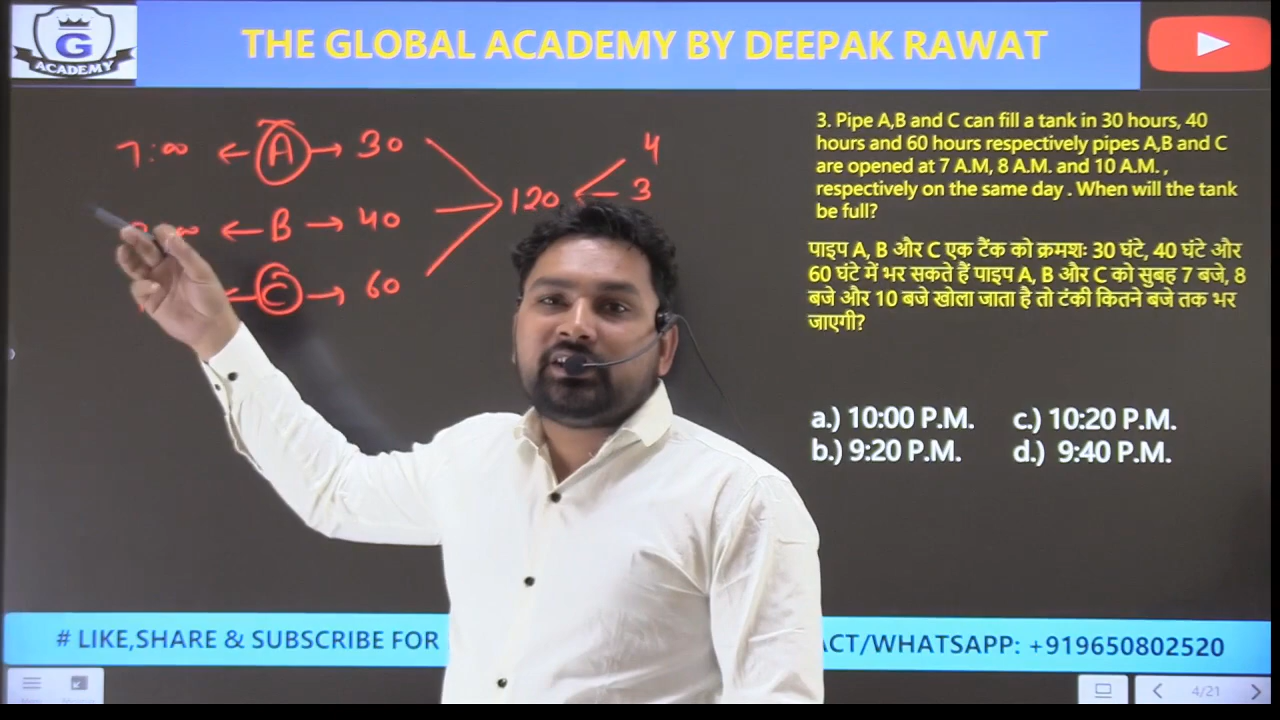 G
ACADEMY
THE GLOBAL ACADEMY BY DEEPAK RAWAT
7:00 ← A → 30
← B → 40
← C → 60
120
4
3
3. Pipe A,B and C can fill a tank in 30 hours, 40
hours and 60 hours respectively pipes A,B and C
are opened at 7 A.M, 8 A.M. and 10 A.M. ,
respectively on the same day . When will the tank
be full?
पाइप A, B और C एक टैंक को क्रमशः 30 घंटे, 40 घंटे और
60 घंटे में भर सकते हैं पाइप A, B और C को सुबह 7 बजे, 8
बजे और 10 बजे खोला जाता है तो टंकी कितने बजे तक भर
जाएगी?
a.) 10:00 P.M. c.) 10:20 P.M.
b.) 9:20 P.M. d.) 9:40 P.M.
# LIKE,SHARE & SUBSCRIBE FOR
ACT/WHATSAPP: +919650802520
4/21